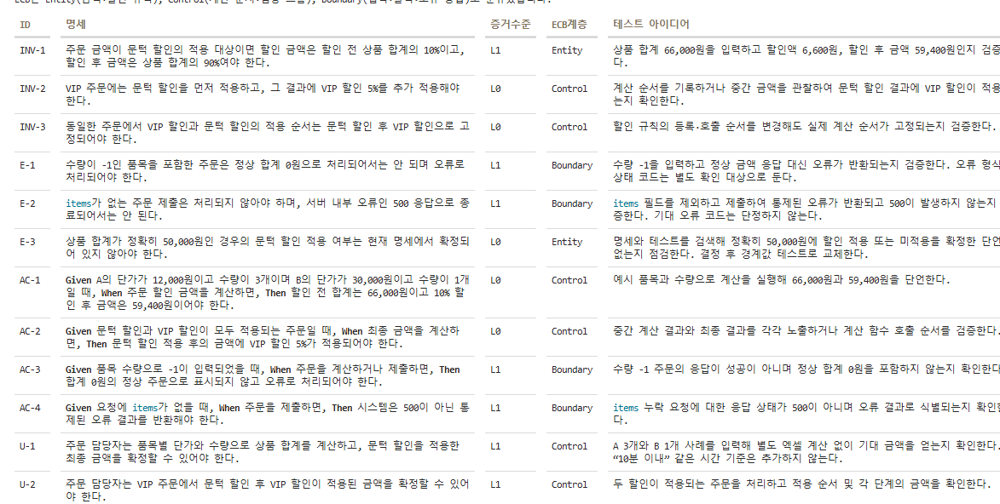 ID 명세 증거수준 ECB계층 테스트 아이디어
INV-1 주문 금액이 문턱 할인의 적용 대상이면 할인 금액은 할인 전 상품 합계의 10%이고, L1 Entity 상품 합계 66,000원을 입력하고 할인액 6,600원, 할인 후 금액 59,400원인지 검증
할인 후 금액은 상품 합계의 90%여야 한다. 다.
INV-2 VIP 주문에는 문턱 할인을 먼저 적용하고, 그 결과에 VIP 할인 5%를 추가 적용해야 L0 Control 계산 순서를 기록하거나 중간 금액을 관찰하여 문턱 할인 결과에 VIP 할인이 적용
한다. 는지 확인한다.
INV-3 동일한 주문에서 VIP 할인과 문턱 할인의 적용 순서는 문턱 할인 후 VIP 할인으로 고 L0 Control 할인 규칙의 등록·호출 순서를 변경해도 실제 계산 순서가 고정되는지 검증한다.
정되어야 한다.
E-1 수량이 -1인 품목을 포함한 주문은 정상 합계 0원으로 처리되어서는 안 되며 오류로 L1 Boundary 수량 -1을 입력하고 정상 금액 응답 대신 오류가 반환되는지 검증한다. 오류 형식
처리되어야 한다. 상태 코드는 별도 확인 대상으로 둔다.
E-2 items가 없는 주문 제출은 처리되지 않아야 하며, 서버 내부 오류인 500 응답으로 종 L1 Boundary items 필드를 제외하고 제출하여 통제된 오류가 반환되고 500이 발생하지 않는지
료되어서는 안 된다. 증한다. 기대 오류 코드는 단정하지 않는다.
E-3 상품 합계가 정확히 50,000원인 경우의 문턱 할인 적용 여부는 현재 명세에서 확정되 L0 Entity 명세와 테스트를 검색해 정확히 50,000원에 할인 적용 또는 미적용을 확정한 단언
어 있지 않아야 한다. 없는지 점검한다. 결정 후 경계값 테스트로 교체한다.
AC-1 Given A의 단가가 12,000원이고 수량이 3개이며 B의 단가가 30,000원이고 수량이 1개 L0 Control 예시 품목과 수량으로 계산을 실행해 66,000원과 59,400원을 단언한다.
일 때, When 주문 할인 금액을 계산하면, Then 할인 전 합계는 66,000원이고 10% 할
인 후 금액은 59,400원이어야 한다.
AC-2 Given 문턱 할인과 VIP 할인이 모두 적용되는 주문일 때, When 최종 금액을 계산하 L0 Control 중간 계산 결과와 최종 결과를 각각 노출하거나 계산 함수 호출 순서를 검증한다.
면, Then 문턱 할인 적용 후의 금액에 VIP 할인 5%가 적용되어야 한다.
AC-3 Given 품목 수량으로 -1이 입력되었을 때, When 주문을 계산하거나 제출하면, Then L1 Boundary 수량 -1 주문의 응답이 성공이 아니며 정상 합계 0원을 포함하지 않는지 확인한다
합계 0원의 정상 주문으로 표시되지 않고 오류로 처리되어야 한다.
AC-4 Given 요청에 items가 없을 때, When 주문을 제출하면, Then 시스템은 500이 아닌 통 L1 Boundary items 누락 요청에 대한 응답 상태가 500이 아니며 오류 결과로 식별되는지 확인한
제된 오류 결과를 반환해야 한다. 다.
U-1 주문 담당자는 품목별 단가와 수량으로 상품 합계를 계산하고, 문턱 할인을 적용한 L1 Control A 3개와 B 1개 사례를 입력해 별도 엑셀 계산 없이 기대 금액을 얻는지 확인한다.
최종 금액을 확정할 수 있어야 한다. “10분 이내” 같은 시간 기준은 추가하지 않는다.
U-2 주문 담당자는 VIP 주문에서 문턱 할인 후 VIP 할인이 적용된 금액을 확정할 수 있어 L1 Control 두 할인이 적용되는 주문을 처리하고 적용 순서 및 각 단계의 금액을 확인한다.
야 한다.